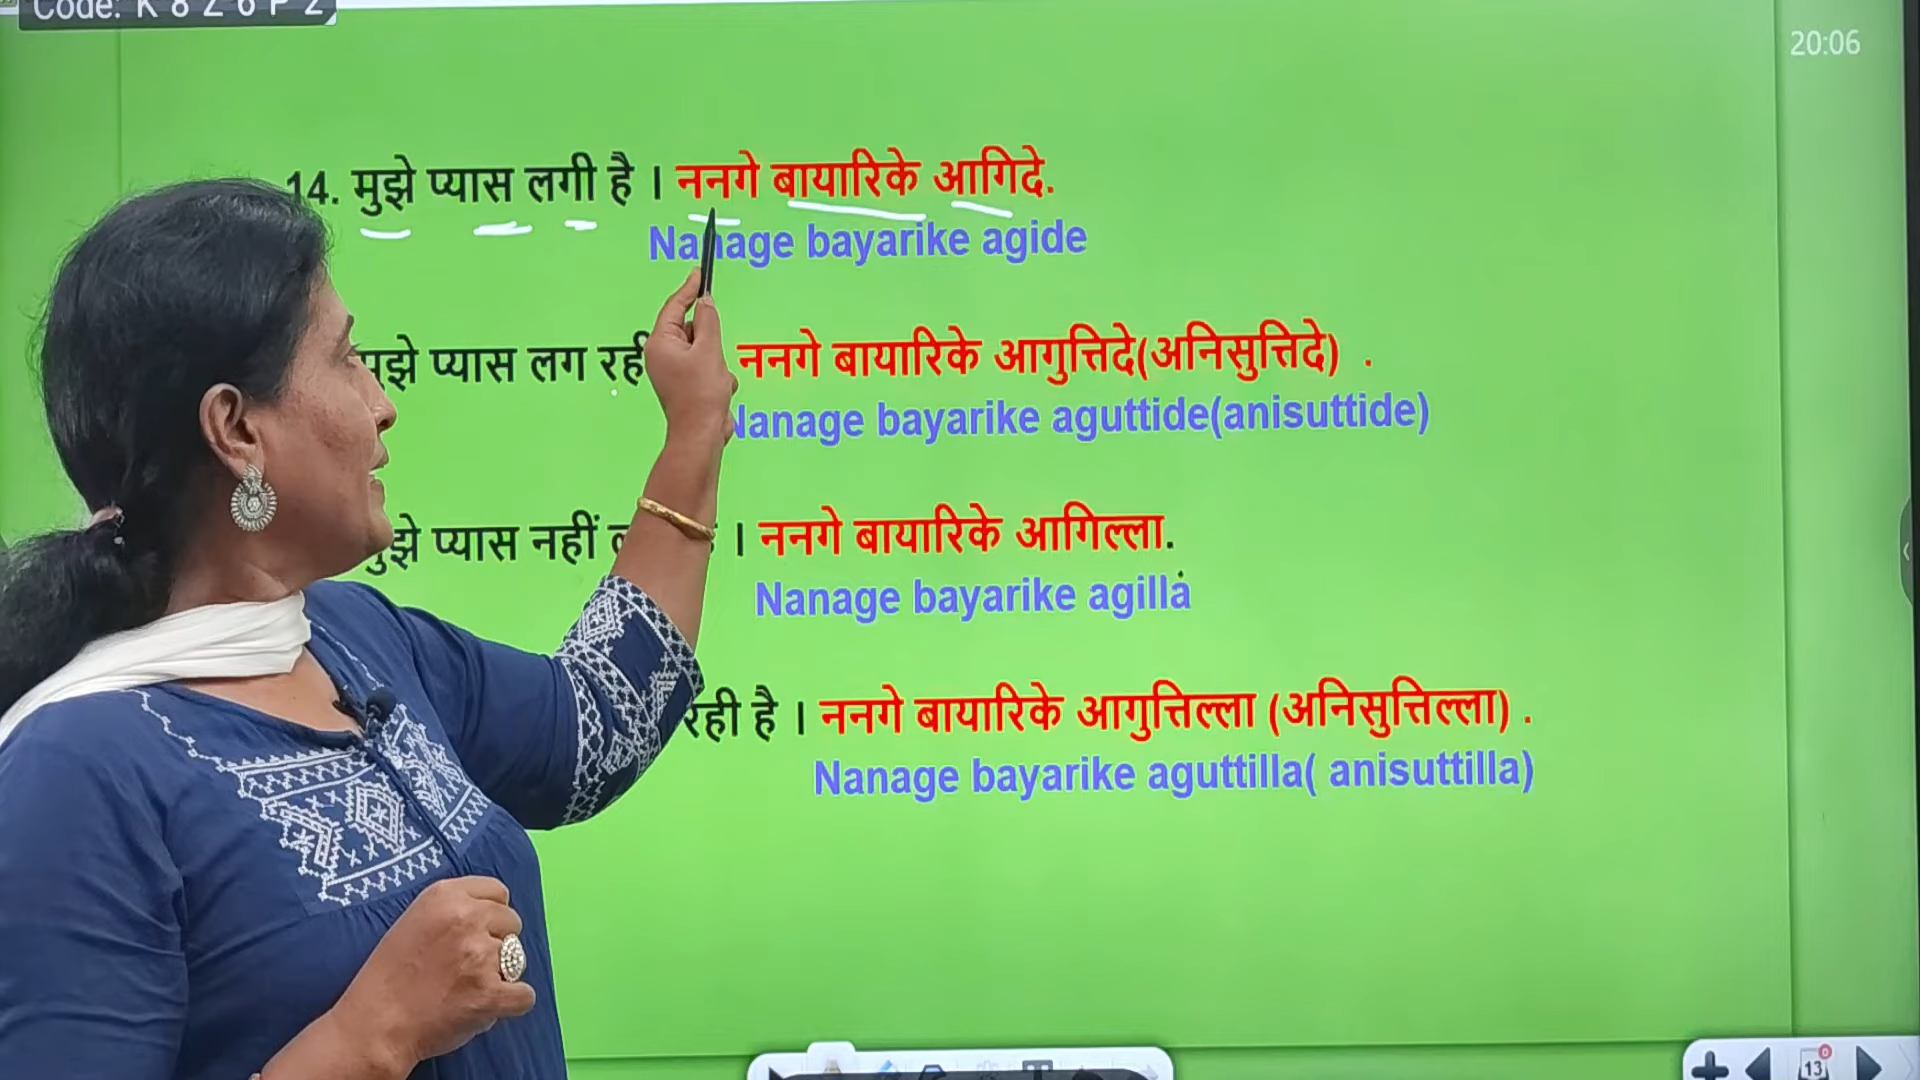 Code: K 8 Z 6 P 2
20:06
14. मुझे प्यास लगी है । ननगे बायारिके आगिदे.
Nanage bayarike agide
मुझे प्यास लग रही ननगे बायारिके आगुत्तिदे(अनिसुत्तिदे) .
Nanage bayarike aguttide(anisuttide)
मुझे प्यास नहीं । ननगे बायारिके आगिल्ला.
Nanage bayarike agilla
रही है । ननगे बायारिके आगुत्तिल्ला (अनिसुत्तिल्ला) .
Nanage bayarike aguttilla( anisuttilla)
13